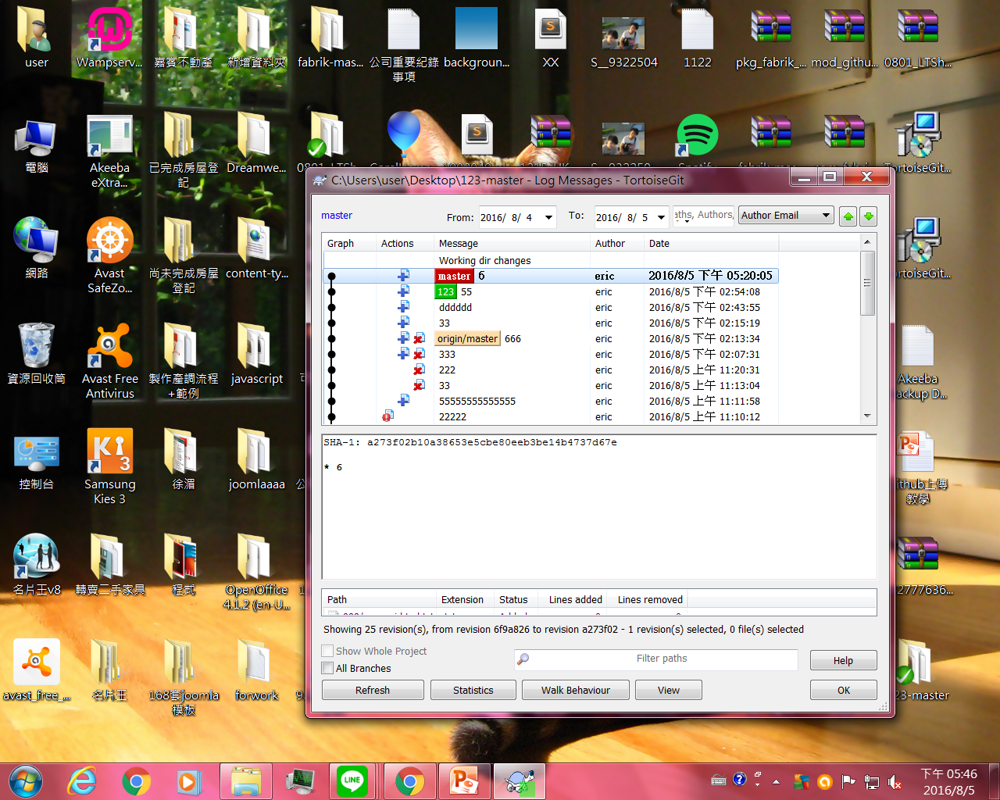 user
Wampserv...
嘉賓不動產
新增資料夾
fabrik-mas...
公司重要紀錄
事項
backgroun...
XX
S__9322504
1122
pkg_fabrik_...
mod_githu...
0801_LTSh...
電腦
Akeeba
eXtra...
已完成房屋登
記
Dreamwe...
TortoiseGit...
C:\Users\user\Desktop\123-master - Log Messages - TortoiseGit
master
From: 2016/ 8/ 4
To: 2016/ 8/ 5
aths, Authors,
Author Email
Graph Actions Message Author Date
Working dir changes
master 6 eric 2016/8/5 下午 05:20:05
123 55 eric 2016/8/5 下午 02:54:08
dddddd eric 2016/8/5 下午 02:43:55
33 eric 2016/8/5 下午 02:15:19
origin/master 666 eric 2016/8/5 下午 02:13:34
333 eric 2016/8/5 下午 02:07:31
222 eric 2016/8/5 上午 11:20:31
33 eric 2016/8/5 上午 11:13:04
55555555555555 eric 2016/8/5 上午 11:11:58
22222 eric 2016/8/5 上午 11:10:12
SHA-1: a273f02b10a38653e5cbe80eeb3be14b4737d67e
* 6
Path Extension Status Lines added Lines removed
Showing 25 revision(s), from revision 6f9a826 to revision a273f02 - 1 revision(s) selected, 0 file(s) selected
Show Whole Project
All Branches
Filter paths
Help
Refresh
Statistics
Walk Behaviour
View
OK
網路
Avast
SafeZo...
尚未完成房屋
登記
content-ty...
ortoiseGit...
資源回收筒
Avast Free
Antivirus
製作產調流程
+範例
javascript
Akeeba
ackup D...
控制台
Samsung
Kies 3
徐湄
joomlaaaa
ithub上傳
教學
名片王v8
轉賣二手家具
程式
OpenOffice
4.1.2 (en-U...
2777636...
avast_free_...
名片王
168套joomla
模板
forwork
23-master
下午 05:46
2016/8/5